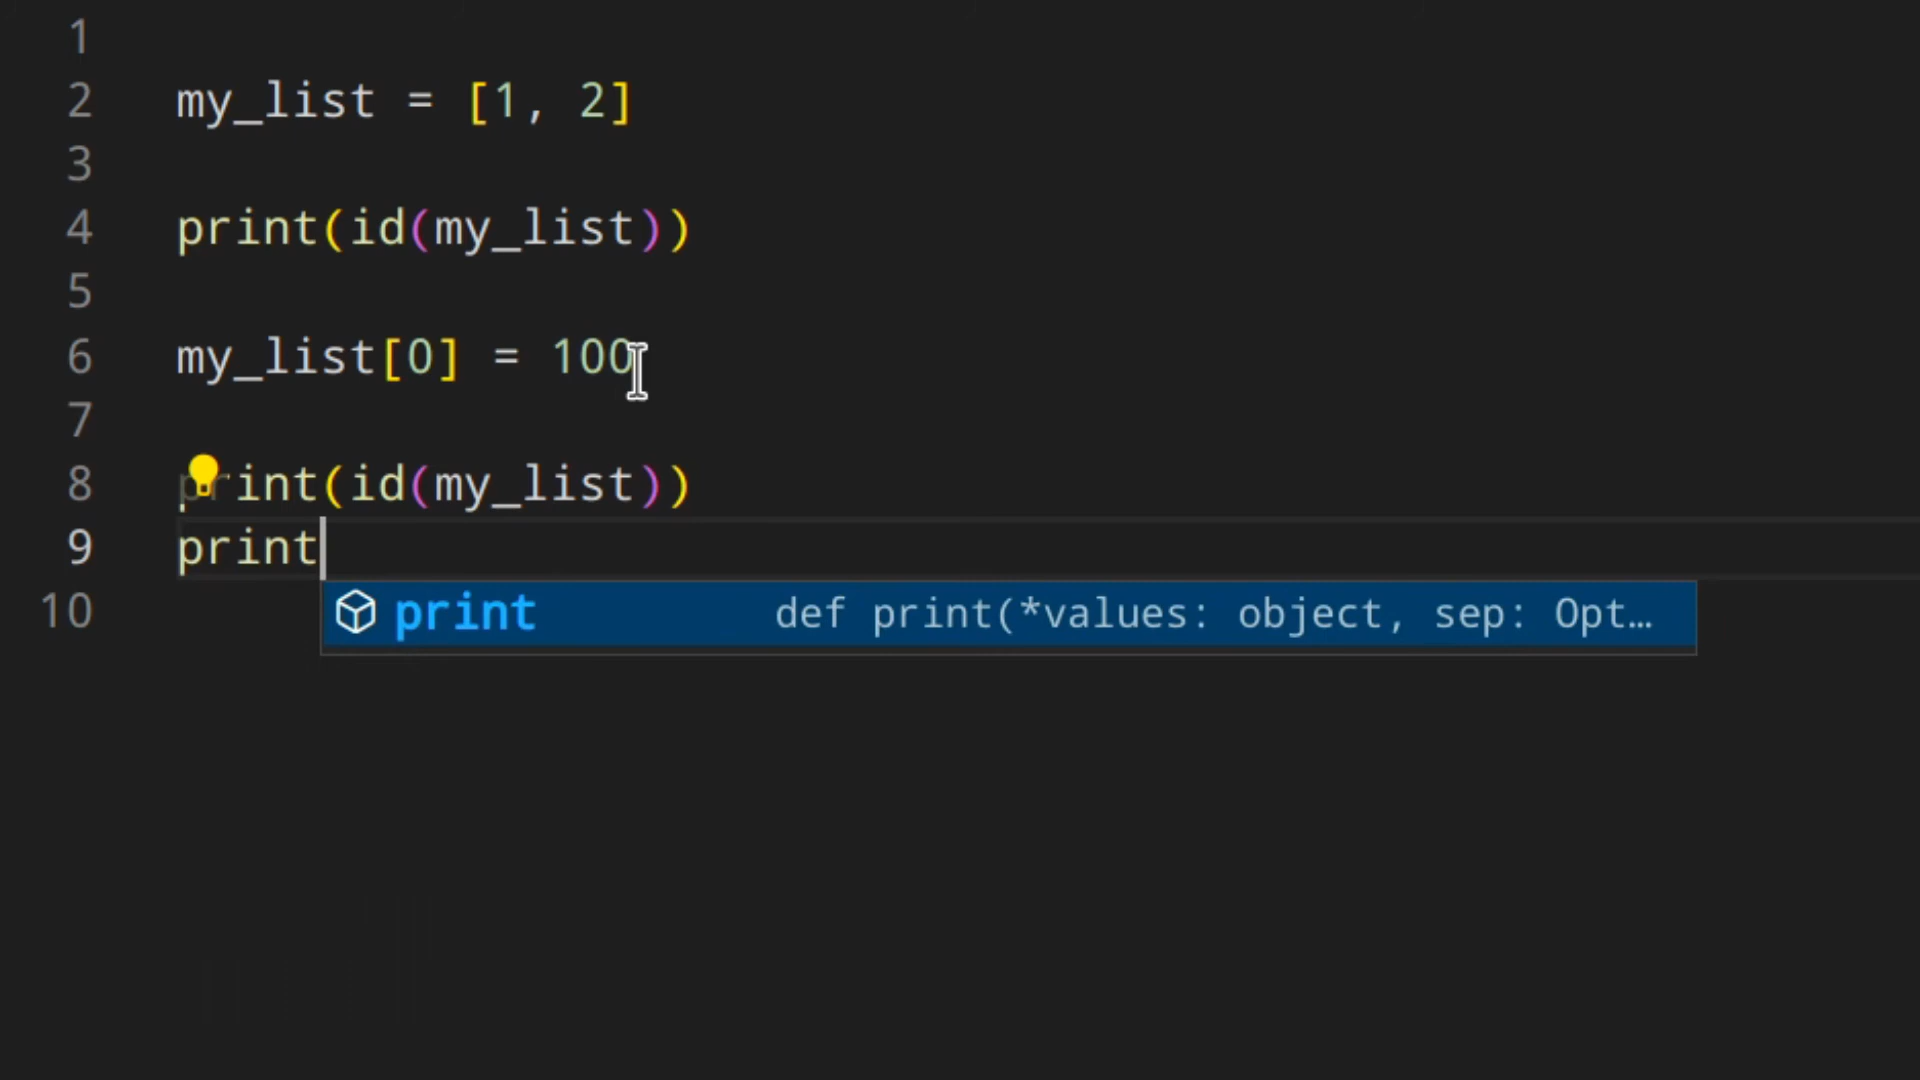 1
2 my_list = [1, 2]
3
4 print(id(my_list))
5
6 my_list[0] = 100
7
8 print(id(my_list))
9 print
10
print def print(*values: object, sep: Opt…